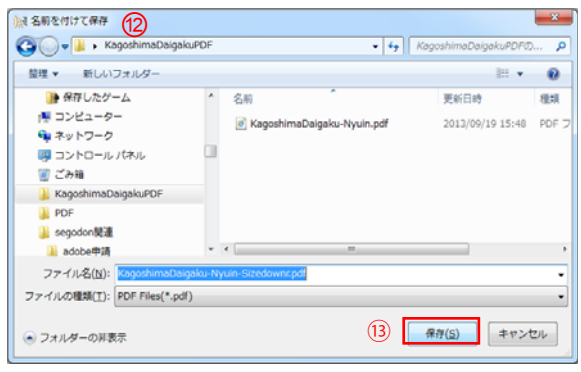 名前を付けて保存
⑫
KagoshimaDaigakuPDF
KagoshimaDaigakuPDFの...
整理 ▼ 新しいフォルダー
保存したゲーム
コンピューター
ネットワーク
コントロール パネル
ごみ箱
KagoshimaDaigakuPDF
PDF
segodon関連
adobe申請
名前 更新日時 種類
KagoshimaDaigaku-Nyuin.pdf 2013/09/19 15:48 PDF フ
ファイル名(N): KagoshimaDaigaku-Nyuin-Sizedownr.pdf
ファイルの種類(T): PDF Files(*.pdf)
フォルダーの非表示
⑬
保存(S) キャンセル